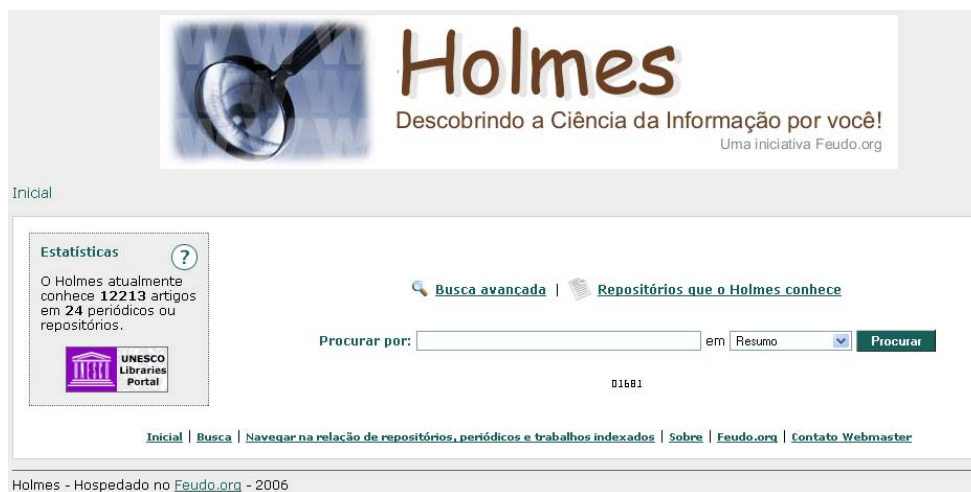 Holmes
Descobrindo a Ciência da Informação por você!
Uma iniciativa Feudo.org
Inicial
Estatísticas ?
O Holmes atualmente
conhece 12213 artigos
em 24 periódicos ou
repositórios.
UNESCO
Libraries
Portal
Busca avançada | Repositórios que o Holmes conhece
Procurar por: em Resumo Procurar
01681
Inicial | Busca | Navegar na relação de repositórios, periódicos e trabalhos indexados | Sobre | Feudo.org | Contato Webmaster
Holmes - Hospedado no Feudo.org - 2006